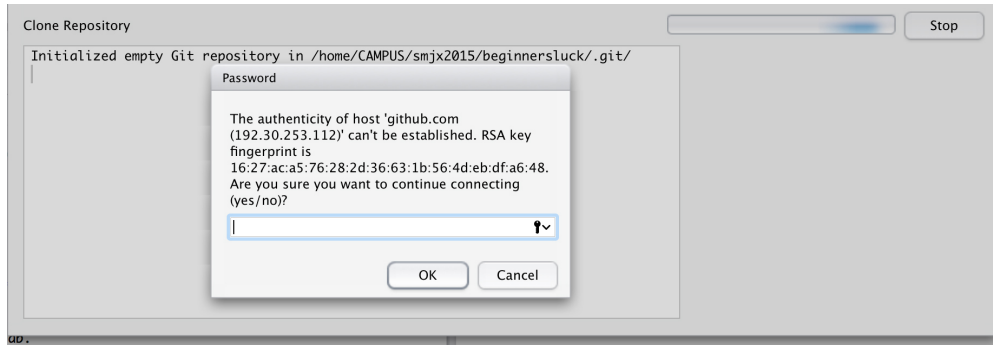 Clone Repository
Stop
Initialized empty Git repository in /home/CAMPUS/smjx2015/beginnersluck/.git/
Password
The authenticity of host 'github.com
(192.30.253.112)' can't be established. RSA key
fingerprint is
16:27:ac:a5:76:28:2d:36:63:1b:56:4d:eb:df:a6:48.
Are you sure you want to continue connecting
(yes/no)?
OK
Cancel